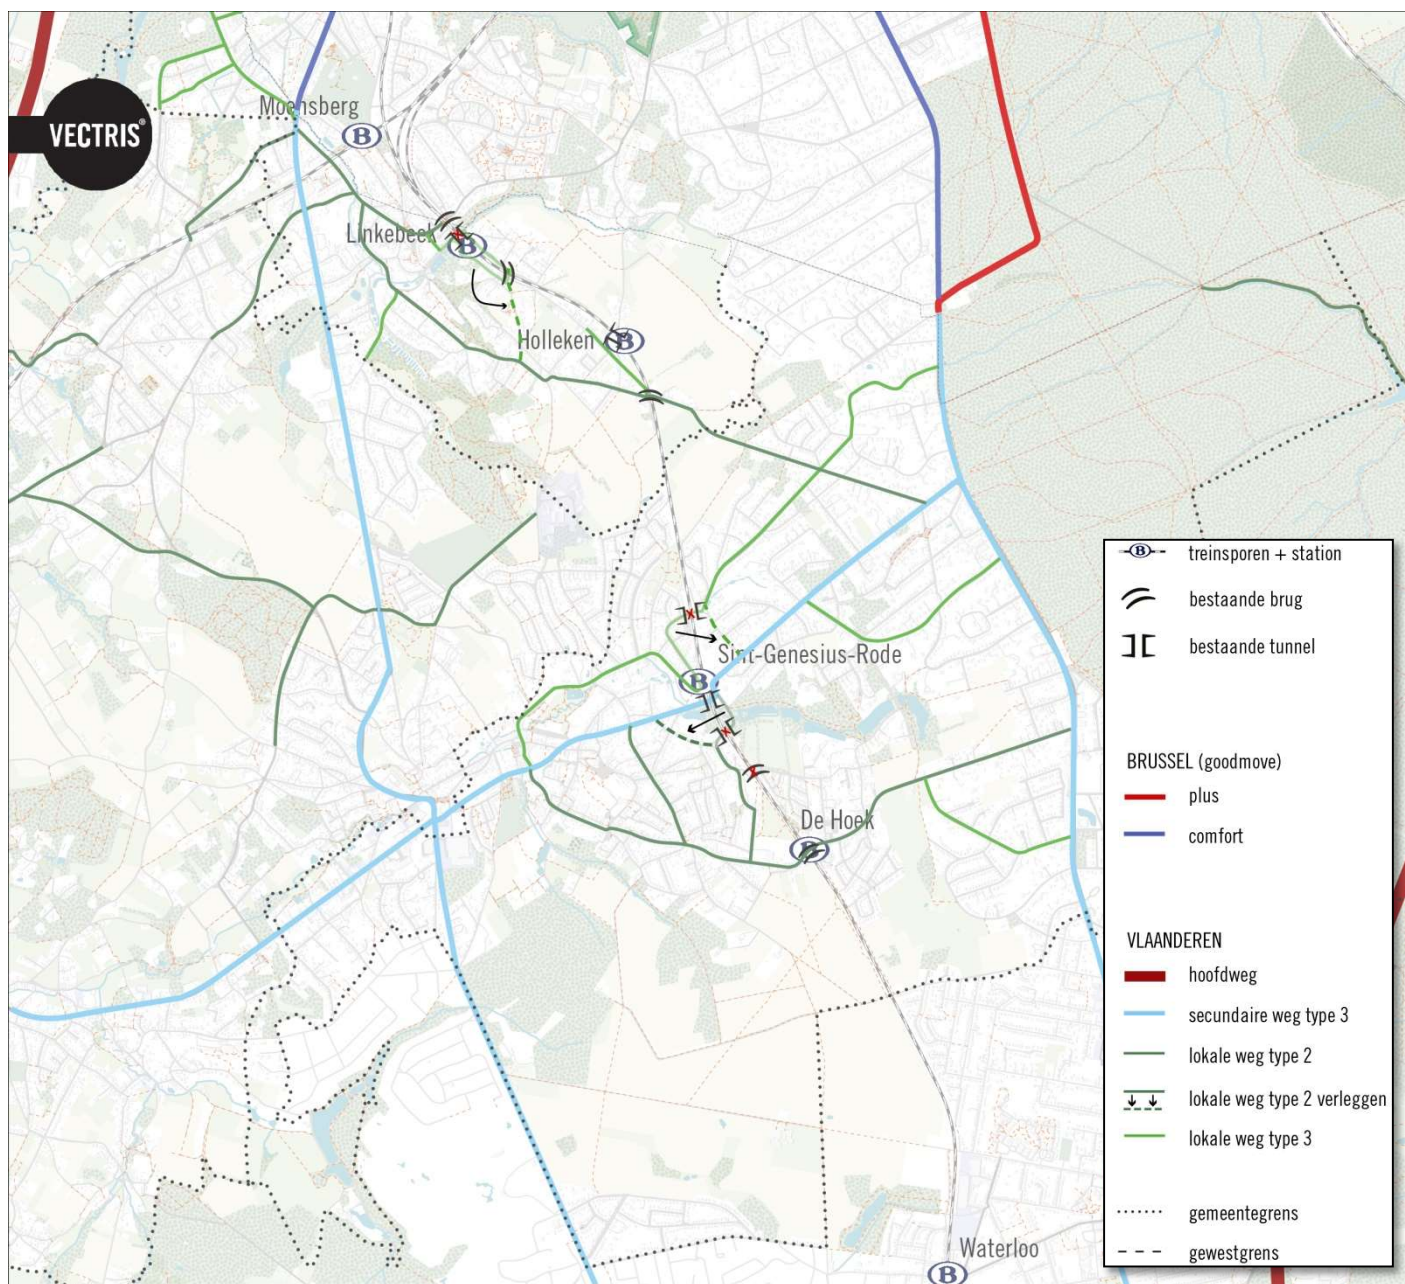 Moensberg
B
VECTRIS®
Linkebeek
B
Holleken
B
B
treinsporen + station
bestaande brug
bestaande tunnel
Sint-Genesius-Rode
B
BRUSSEL (goodmove)
plus
comfort
De Hoek
B
VLAANDEREN
hoofdweg
secundaire weg type 3
lokale weg type 2
lokale weg type 2 verleggen
lokale weg type 3
gemeentegrens
gewestgrens
Waterloo
B